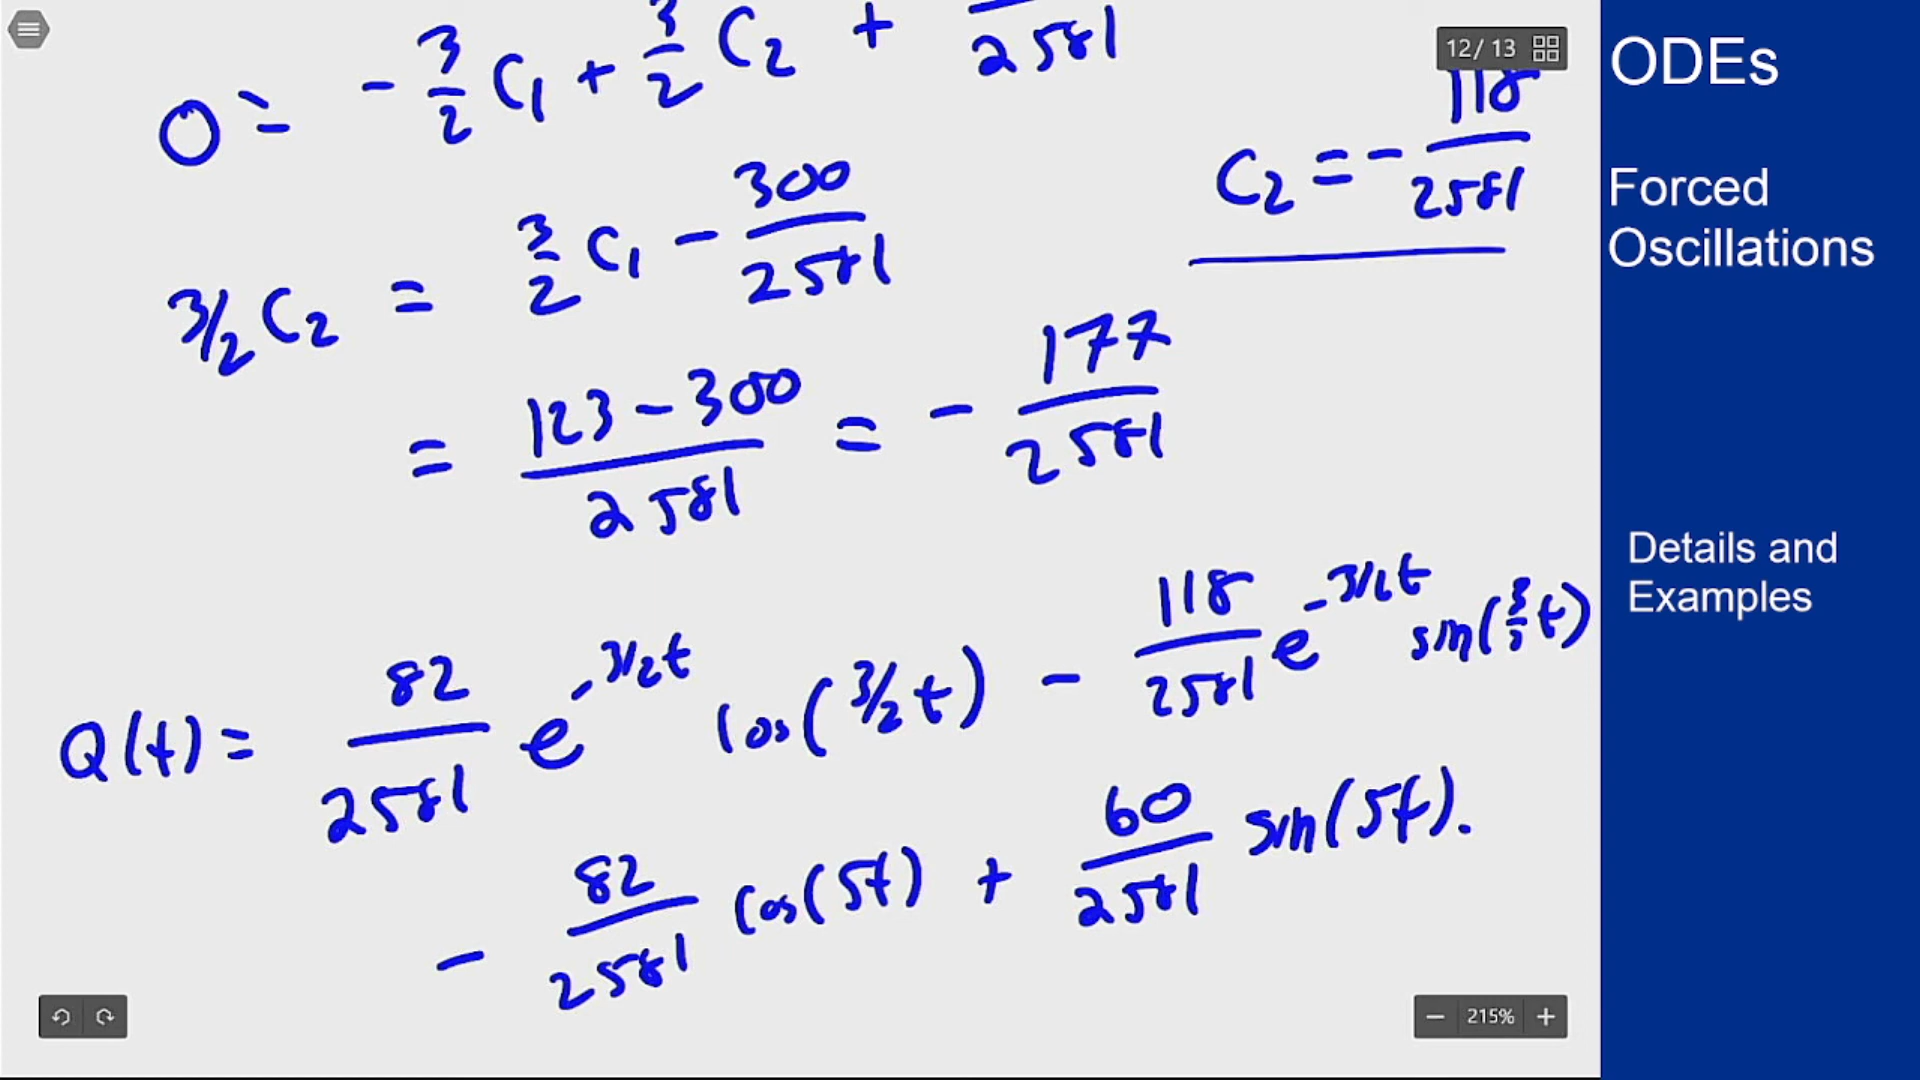 0 = - 3/2 C₁ + 3/2 C₂ + /2581
12/ 13
C₂ = - 118/2581
3/2 C₂ = 3/2 C₁ - 300/2581
= (123 - 300)/2581 = - 177/2581
Q(t) = 82/2581 e^(-3/2t) cos(3/2 t) - 118/2581 e^(-3/2t) sin(3/2 t)
- 82/2581 cos(5t) + 60/2581 sin(5t).
215%
ODEs
Forced
Oscillations
Details and
Examples